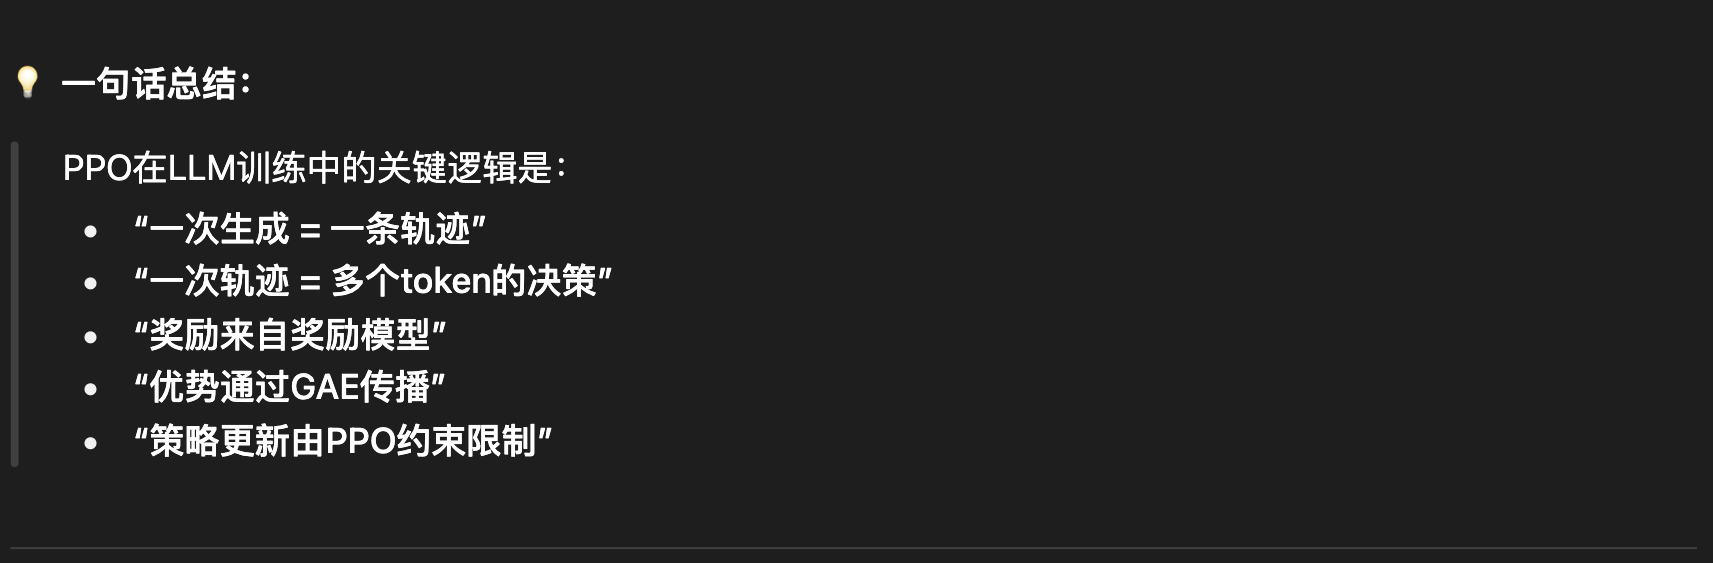 💡 一句话总结：
PPO在LLM训练中的关键逻辑是：
• “一次生成 = 一条轨迹”
• “一次轨迹 = 多个token的决策”
• “奖励来自奖励模型”
• “优势通过GAE传播”
• “策略更新由PPO约束限制”